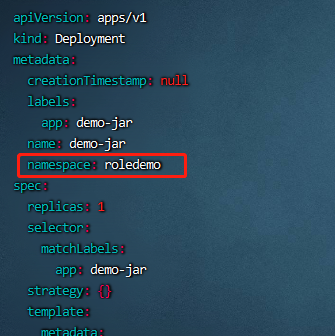 apiVersion: apps/v1
kind: Deployment
metadata:
  creationTimestamp: null
  labels:
    app: demo-jar
  name: demo-jar
  namespace: roledemo
spec:
  replicas: 1
  selector:
    matchLabels:
      app: demo-jar
  strategy: {}
  template:
    metadata: